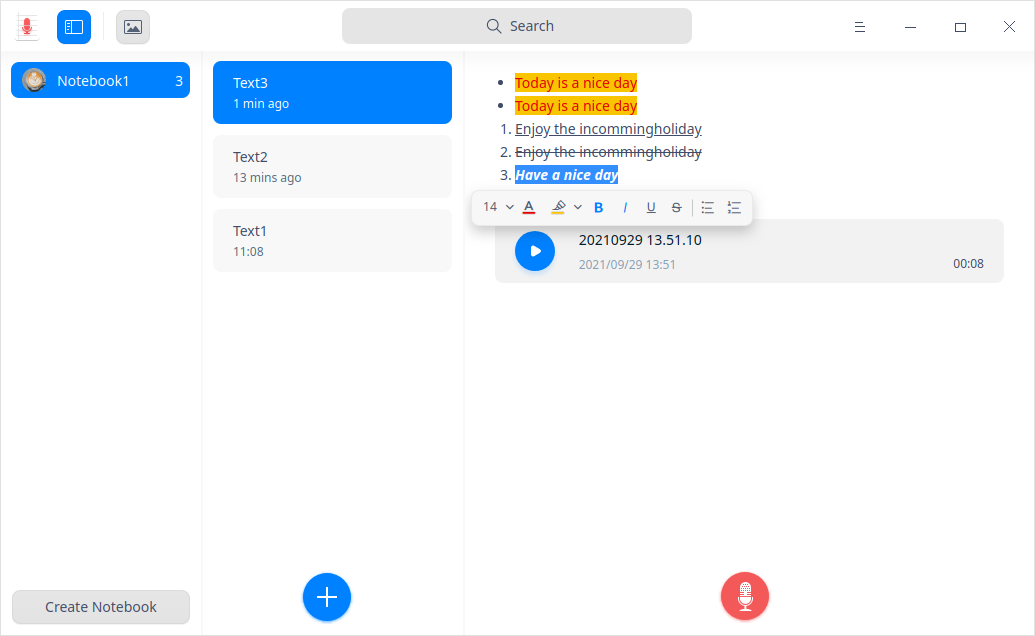 Search
Notebook1 3
Text3
1 min ago
Text2
13 mins ago
Text1
11:08
• Today is a nice day
• Today is a nice day
1. Enjoy the incommingholiday
2. Enjoy the incommingholiday
3. Have a nice day
14 A B I U S
20210929 13.51.10
2021/09/29 13:51
00:08
Create Notebook